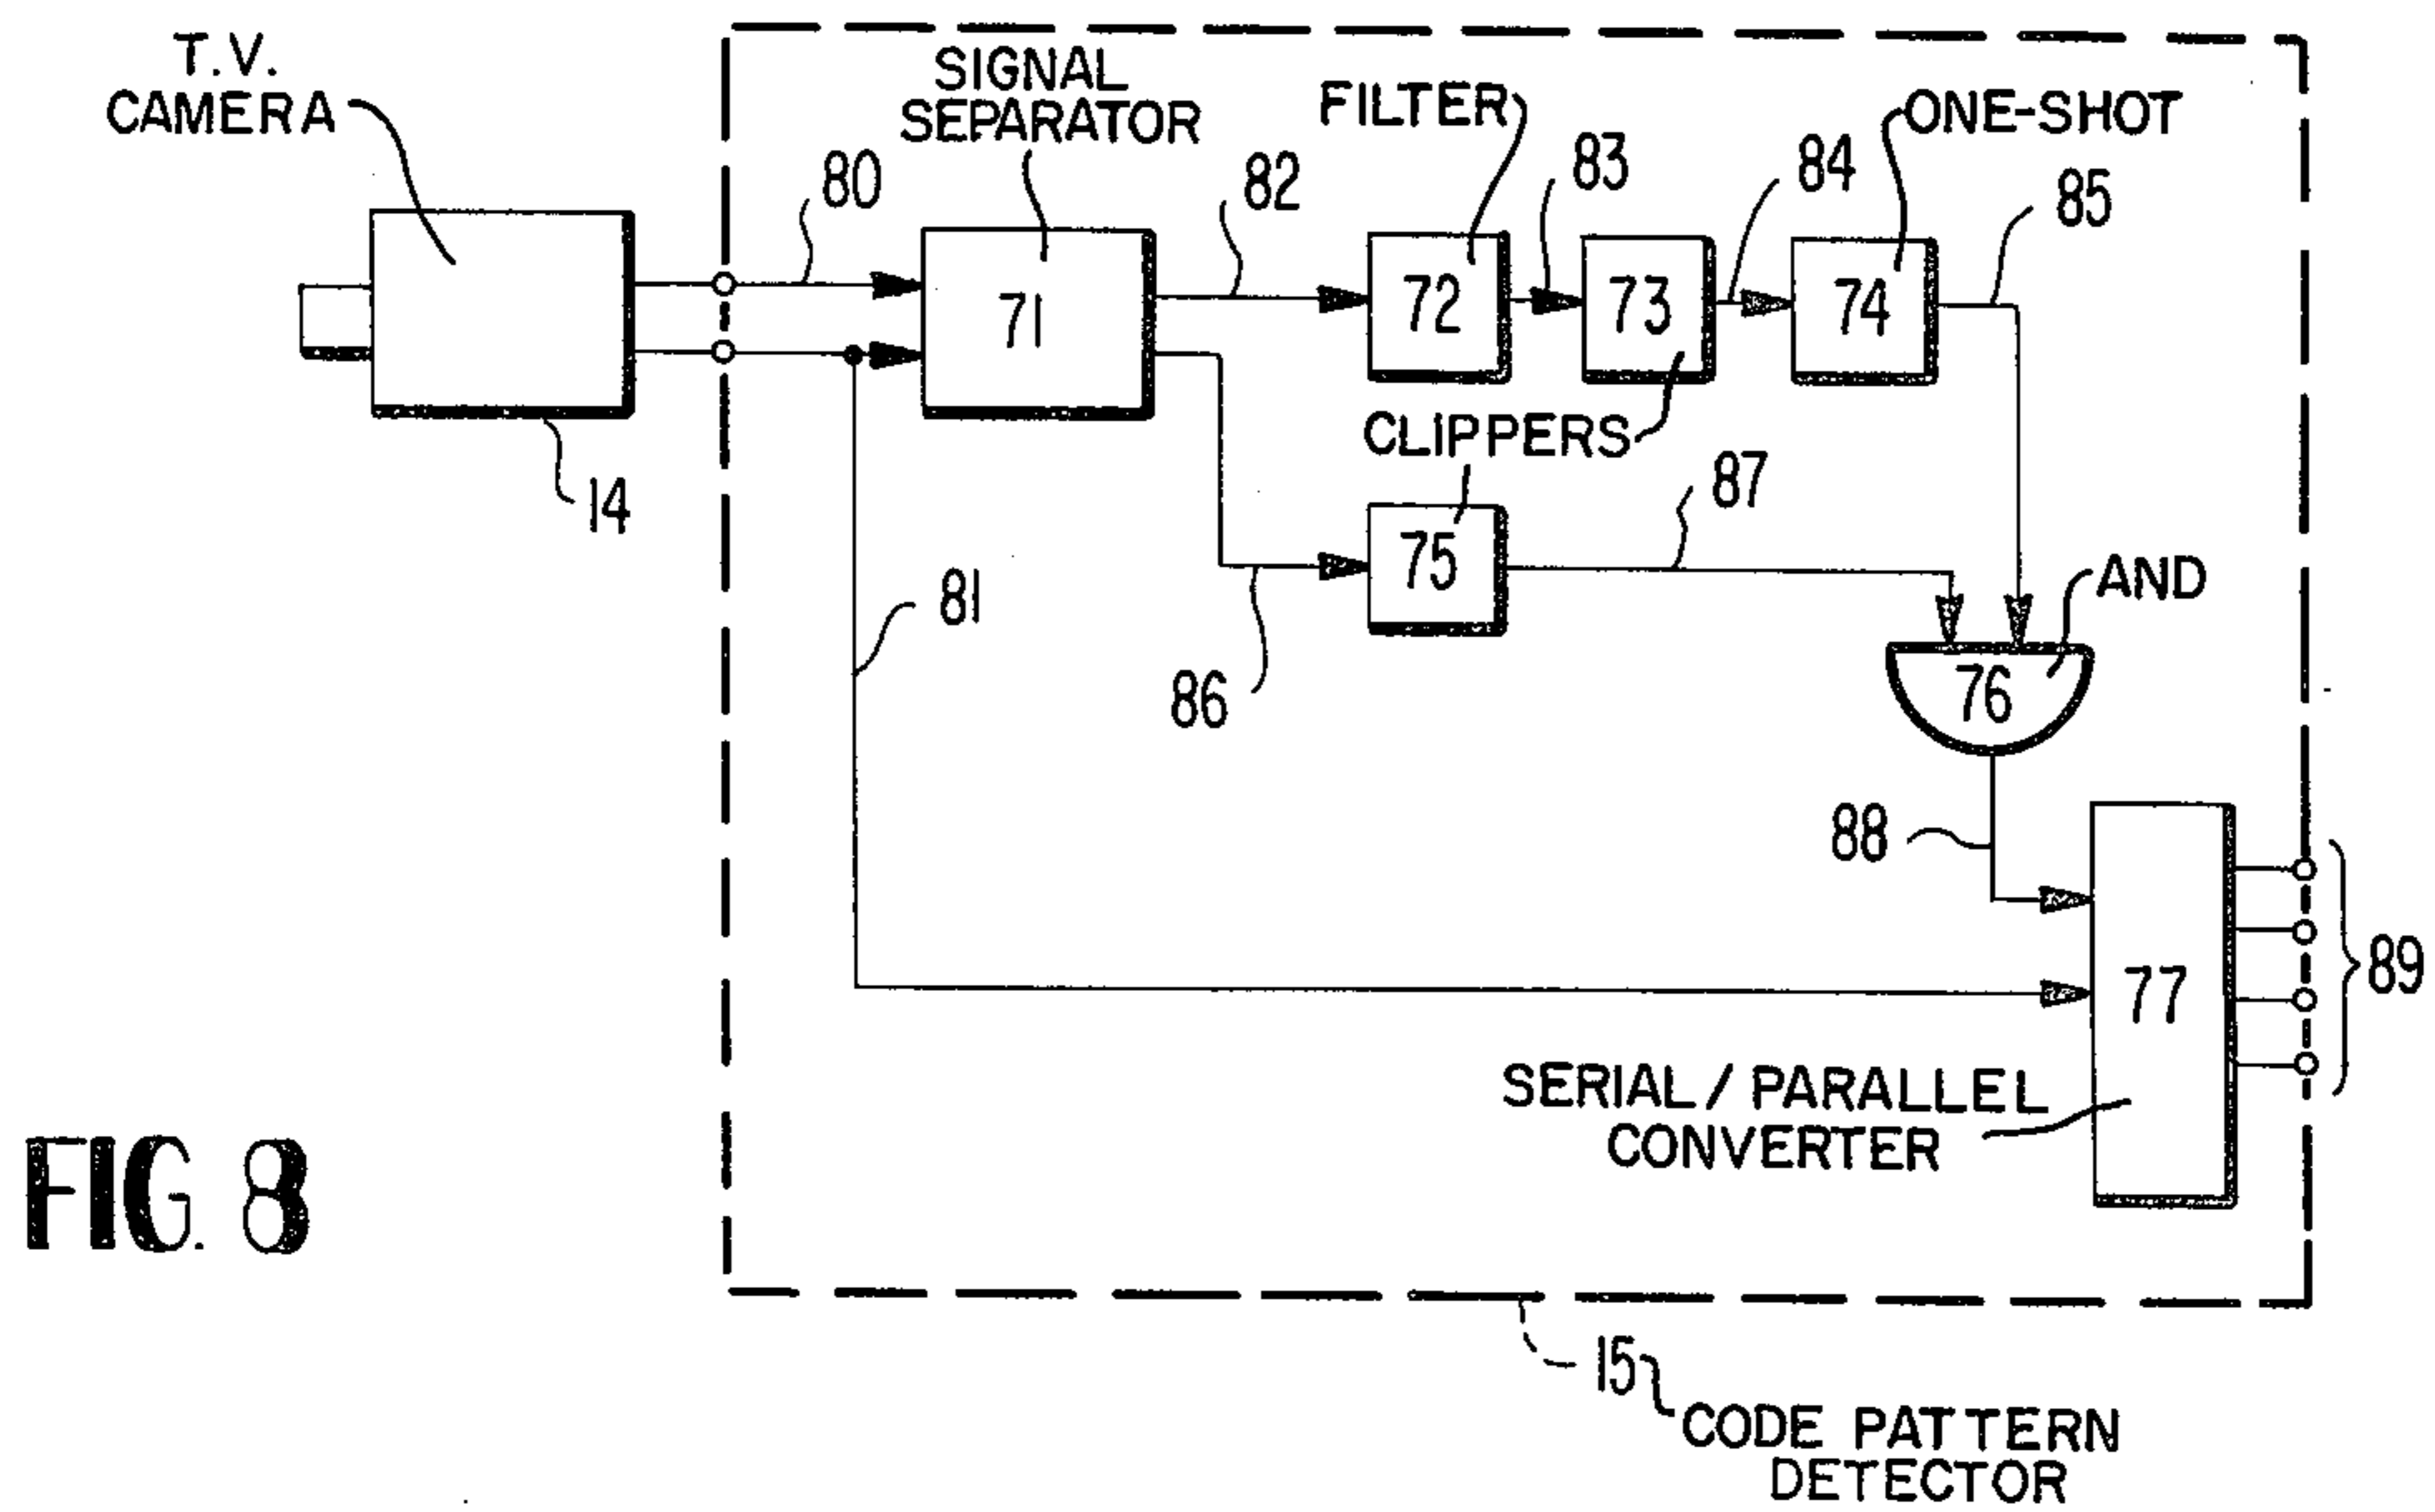 T.V.
CAMERA
SIGNAL
SEPARATOR
FILTER
ONE-SHOT
80
82
83
84
85
71
72
73
74
14
CLIPPERS
87
75
81
86
AND
76
88
77
89
SERIAL / PARALLEL
CONVERTER
FIG. 8
15
CODE PATTERN
DETECTOR